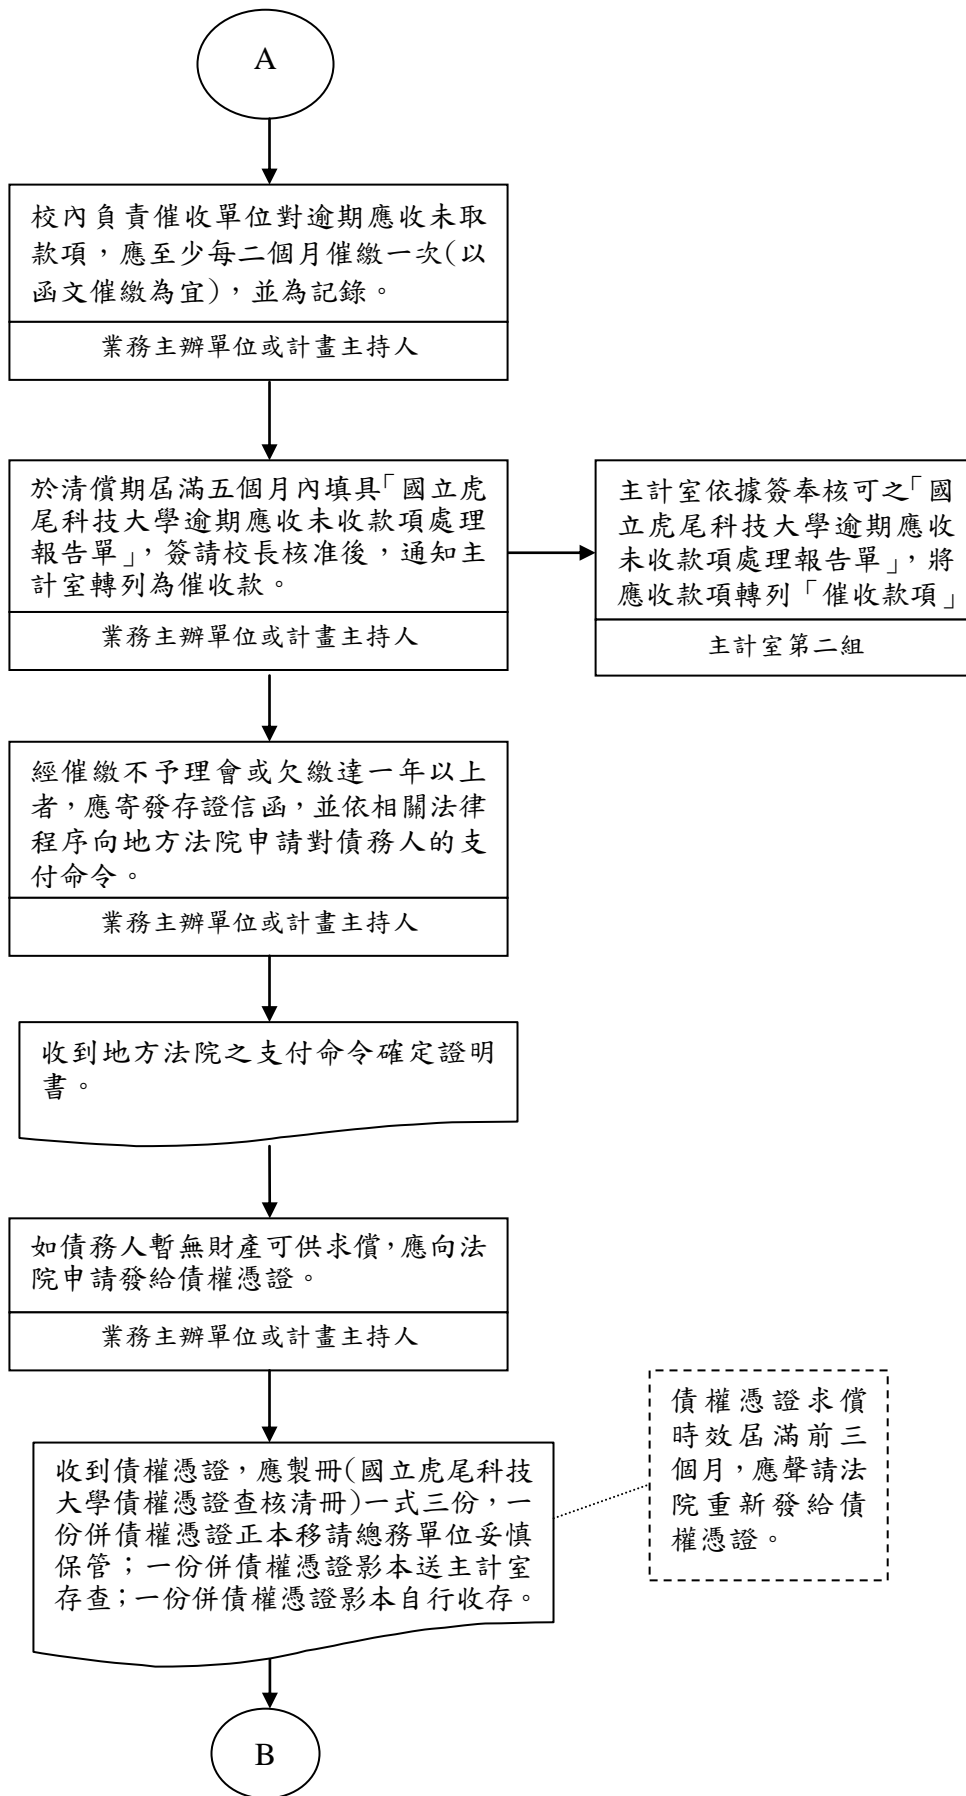 A
校內負責催收單位對逾期應收未取
款項，應至少每二個月催繳一次(以
函文催繳為宜)，並為記錄。
業務主辦單位或計畫主持人
於清償期屆滿五個月內填具「國立虎
尾科技大學逾期應收未收款項處理
報告單」，簽請校長核准後，通知主
計室轉列為催收款。
業務主辦單位或計畫主持人
主計室依據簽奉核可之「國
立虎尾科技大學逾期應收
未收款項處理報告單」，將
應收款項轉列「催收款項」
主計室第二組
經催繳不予理會或欠繳達一年以上
者，應寄發存證信函，並依相關法律
程序向地方法院申請對債務人的支
付命令。
業務主辦單位或計畫主持人
收到地方法院之支付命令確定證明
書。
如債務人暫無財產可供求償，應向法
院申請發給債權憑證。
業務主辦單位或計畫主持人
收到債權憑證，應製冊(國立虎尾科技
大學債權憑證查核清冊)一式三份，一
份併債權憑證正本移請總務單位妥慎
保管；一份併債權憑證影本送主計室
存查；一份併債權憑證影本自行收存。
債權憑證求償
時效屆滿前三
個月，應聲請法
院重新發給債
權憑證。
B